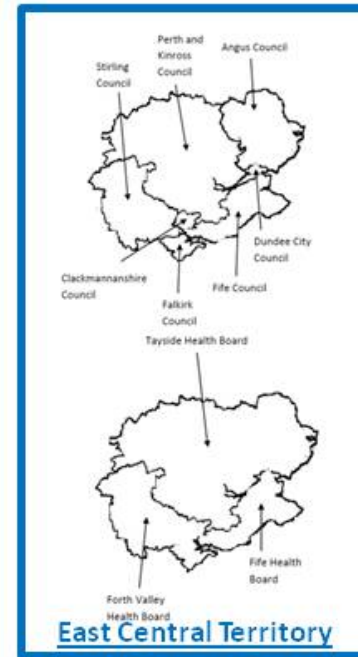 Perth and
Kinross
Council
Angus Council
Stirling
Council
Dundee City
Council
Clackmannanshire
Council
Fife Council
Falkirk
Council
Tayside Health Board
Fife Health
Board
Forth Valley
Health Board
East Central Territory